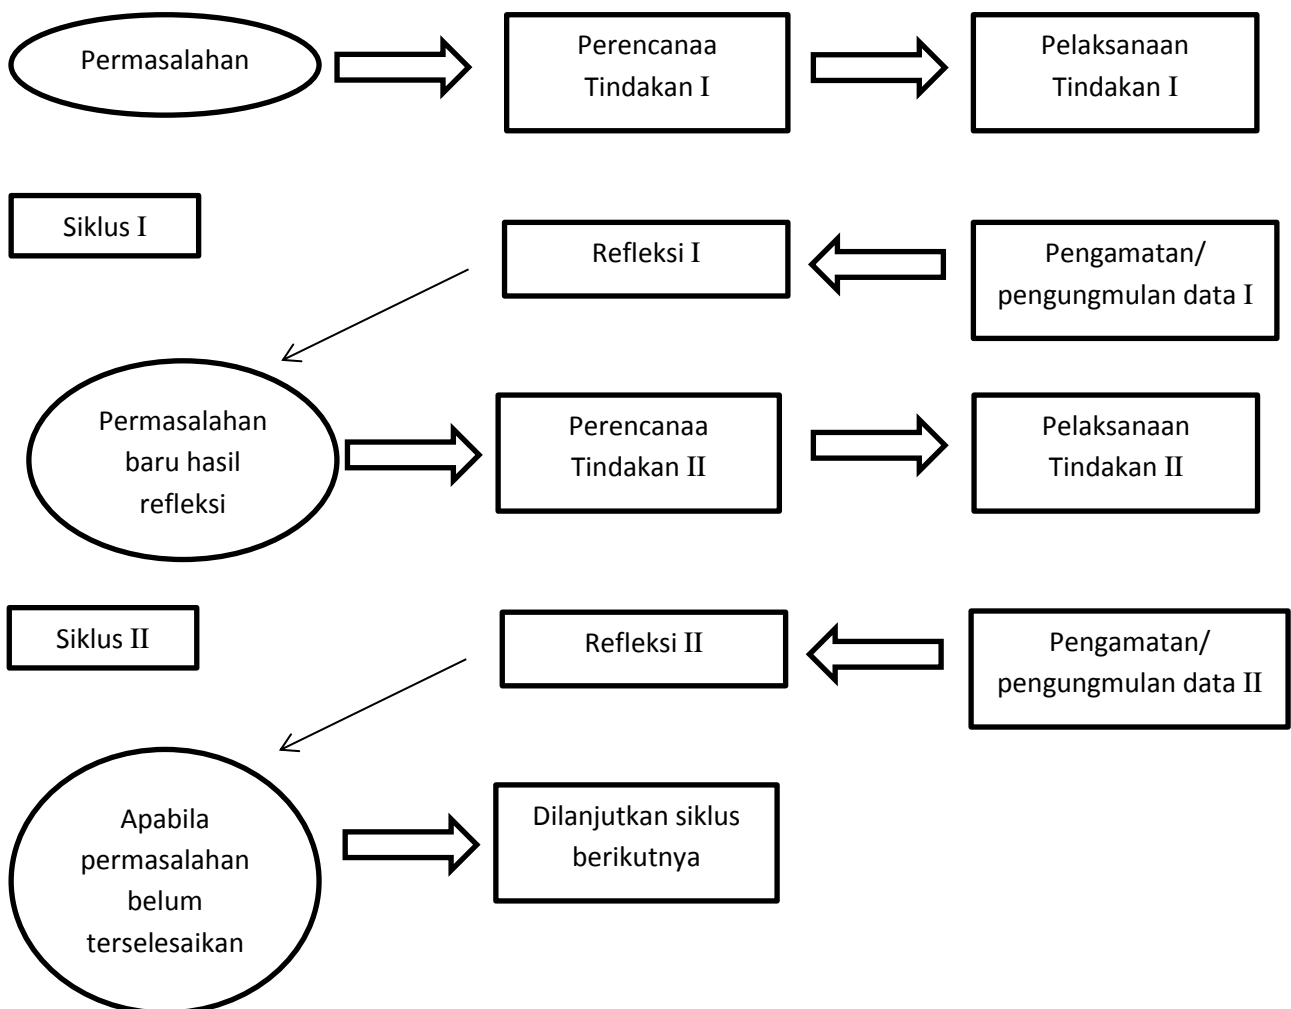 Permasalahan
Perencanaa
Tindakan I
Pelaksanaan
Tindakan I
Siklus I
Refleksi I
Pengamatan/
pengungmulan data I
Permasalahan
baru hasil
refleksi
Perencanaa
Tindakan II
Pelaksanaan
Tindakan II
Siklus II
Refleksi II
Pengamatan/
pengungmulan data II
Apabila
permasalahan
belum
terselesaikan
Dilanjutkan siklus
berikutnya